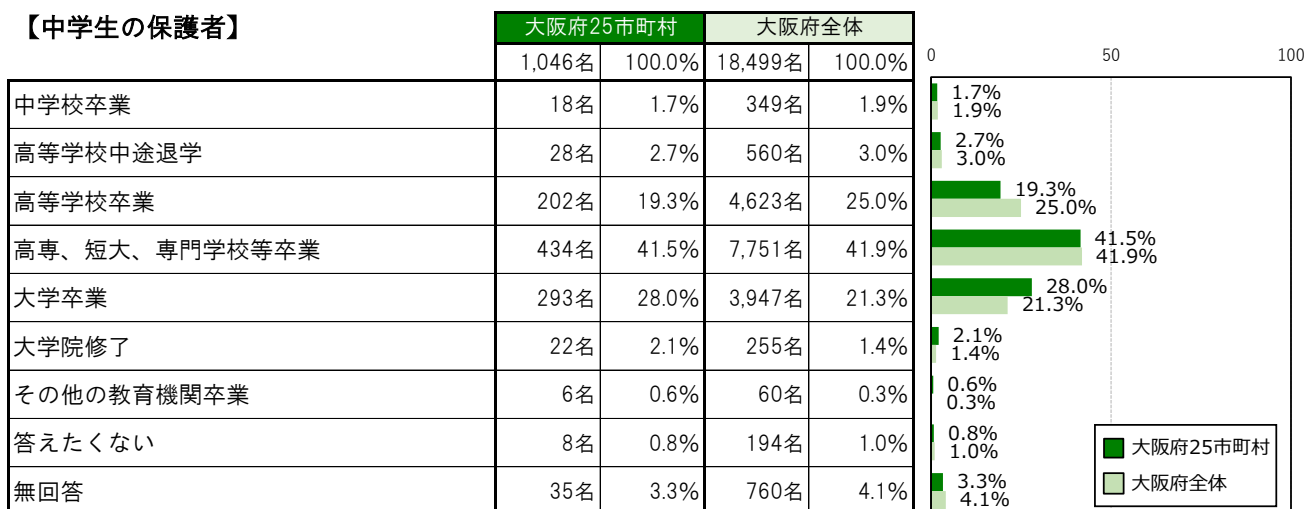 【中学生の保護者】
大阪府25市町村 大阪府全体
1,046名 100.0% 18,499名 100.0%
中学校卒業 18名 1.7% 349名 1.9%
高等学校中途退学 28名 2.7% 560名 3.0%
高等学校卒業 202名 19.3% 4,623名 25.0%
高専、短大、専門学校等卒業 434名 41.5% 7,751名 41.9%
大学卒業 293名 28.0% 3,947名 21.3%
大学院修了 22名 2.1% 255名 1.4%
その他の教育機関卒業 6名 0.6% 60名 0.3%
答えたくない 8名 0.8% 194名 1.0%
無回答 35名 3.3% 760名 4.1%
0 50 100
1.7%
1.9%
2.7%
3.0%
19.3%
25.0%
41.5%
41.9%
28.0%
21.3%
2.1%
1.4%
0.6%
0.3%
0.8%
1.0%
3.3%
4.1%
大阪府25市町村
大阪府全体